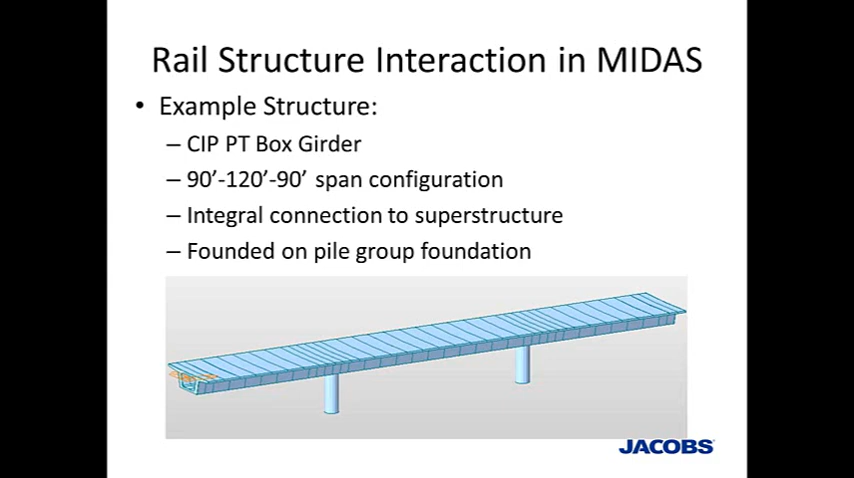 Rail Structure Interaction in MIDAS
• Example Structure:
– CIP PT Box Girder
– 90’-120’-90’ span configuration
– Integral connection to superstructure
– Founded on pile group foundation
JACOBS